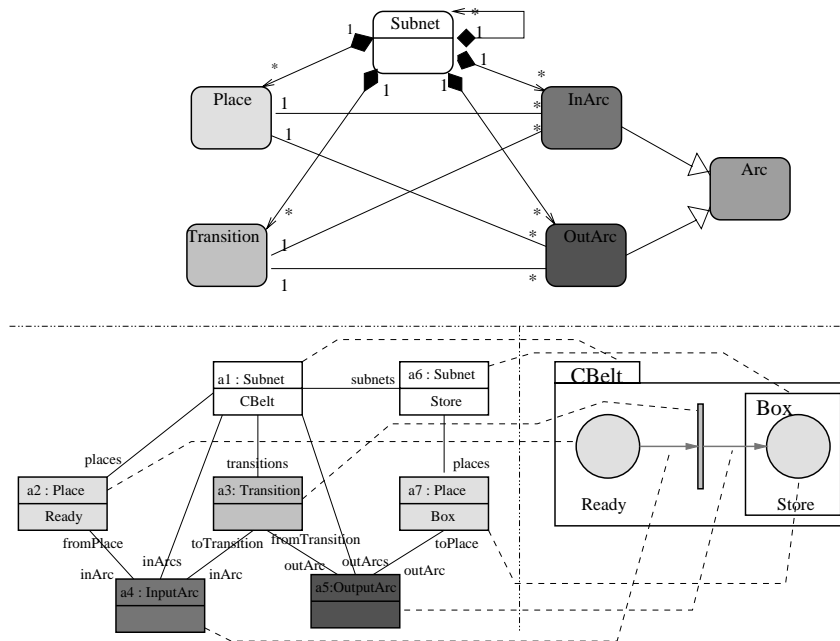 Subnet
*
1
1
1
*
*
1
1
Place
InArc
1
*
1
*
Arc
*
*
Transition
OutArc
1
*
1
*
CBelt
a1 : Subnet
CBelt
subnets
a6 : Subnet
Store
Box
places
transitions
places
a2 : Place
Ready
a3: Transition
a7 : Place
Box
Ready
Store
fromPlace
toTransition
fromTransition
toPlace
inArcs
outArcs
inArc
inArc
outArc
outArc
a4 : InputArc
a5:OutputArc